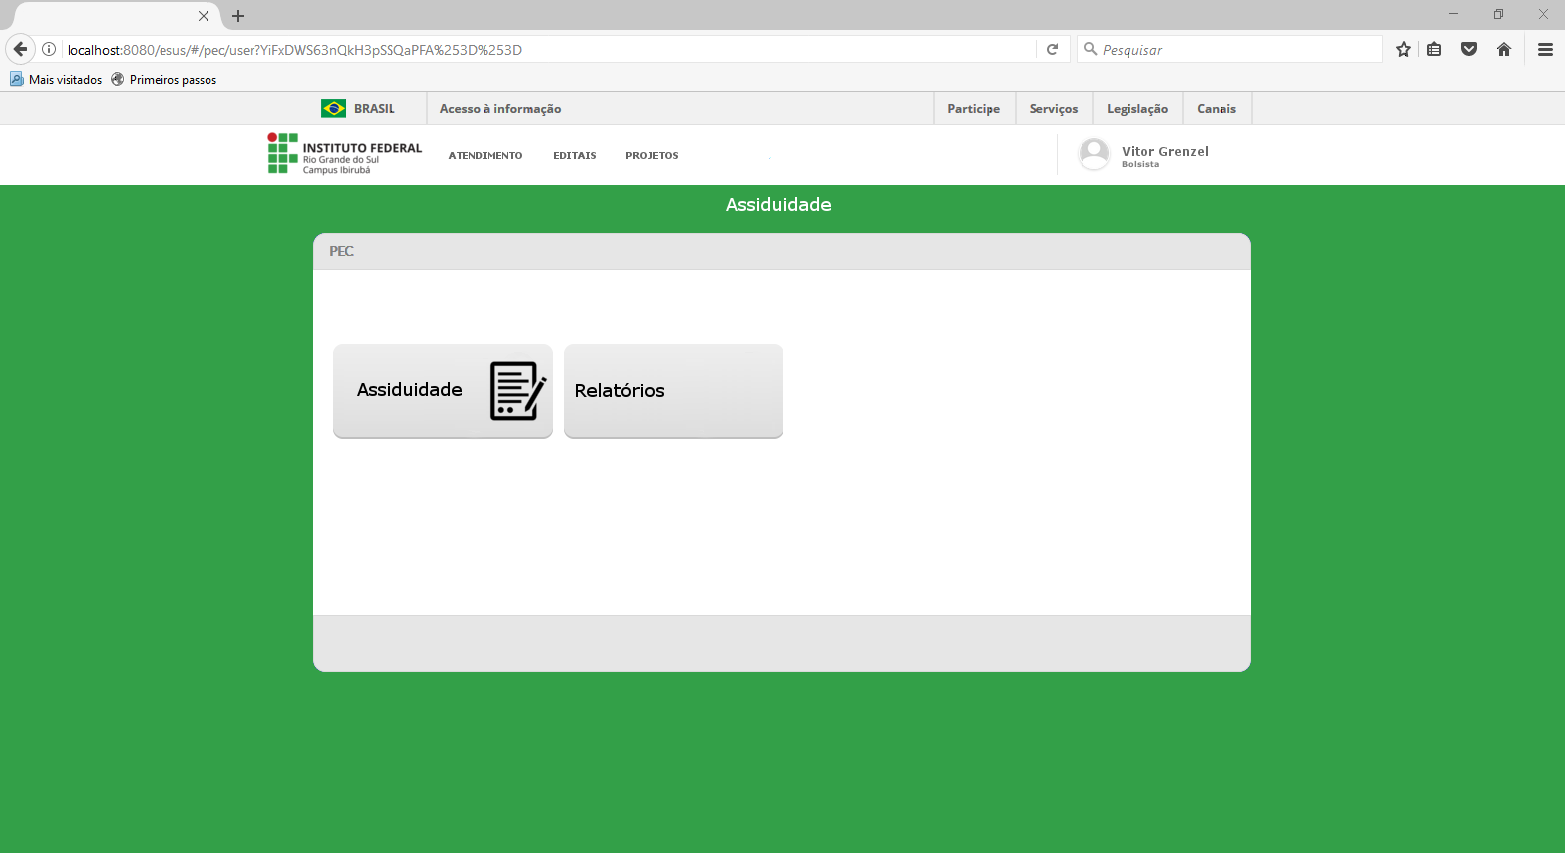 localhost:8080/esus/#/pec/user?YiFxDWS63nQkH3pSSQaPFA%253D%253D
Pesquisar
Mais visitados Primeiros passos
BRASIL Acesso à informação Participe Serviços Legislação Canais
INSTITUTO FEDERAL
Rio Grande do Sul
Campus Ibirubá
ATENDIMENTO EDITAIS PROJETOS
Vitor Grenzel
Bolsista
Assiduidade
PEC
Assiduidade Relatórios